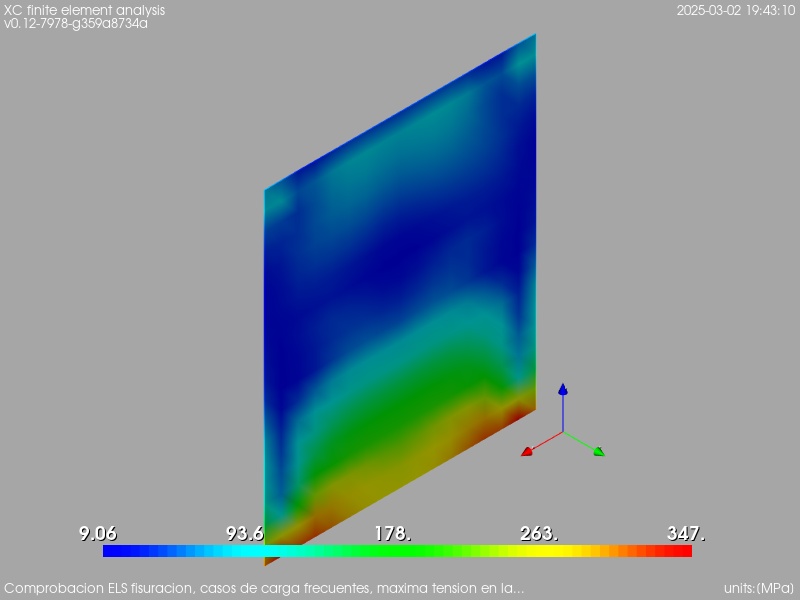 XC finite element analysis
v0.12-7978-g359a8734a
2025-03-02 19:43:10
9.06 93.6 178. 263. 347.
Comprobacion ELS fisuracion, casos de carga frecuentes, maxima tension en la...
units:[MPa]